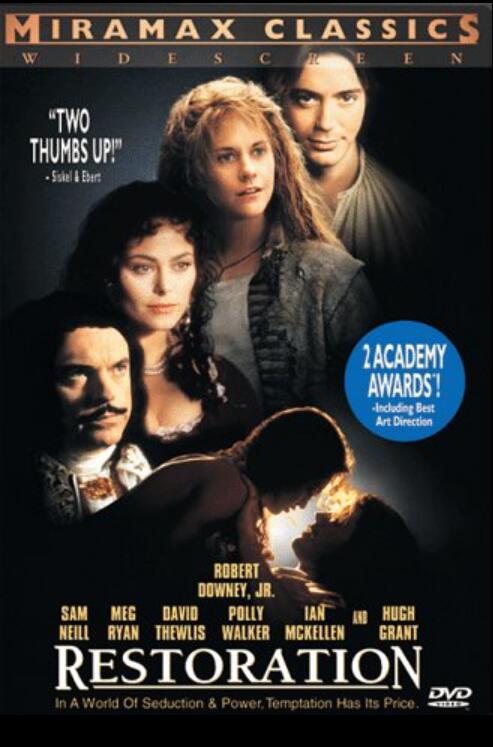 MIRAMAX CLASSICS
WIDESCREEN
"TWO
THUMBS UP!"
- Siskel & Ebert
2 ACADEMY
AWARDS®!
-Including Best
Art Direction
ROBERT
DOWNEY, JR.
SAM NEILL
MEG RYAN
DAVID THEWLIS
POLLY WALKER
IAN MCKELLEN
AND
HUGH GRANT
RESTORATION
In A World Of Seduction & Power, Temptation Has Its Price.
DVD
VIDEO